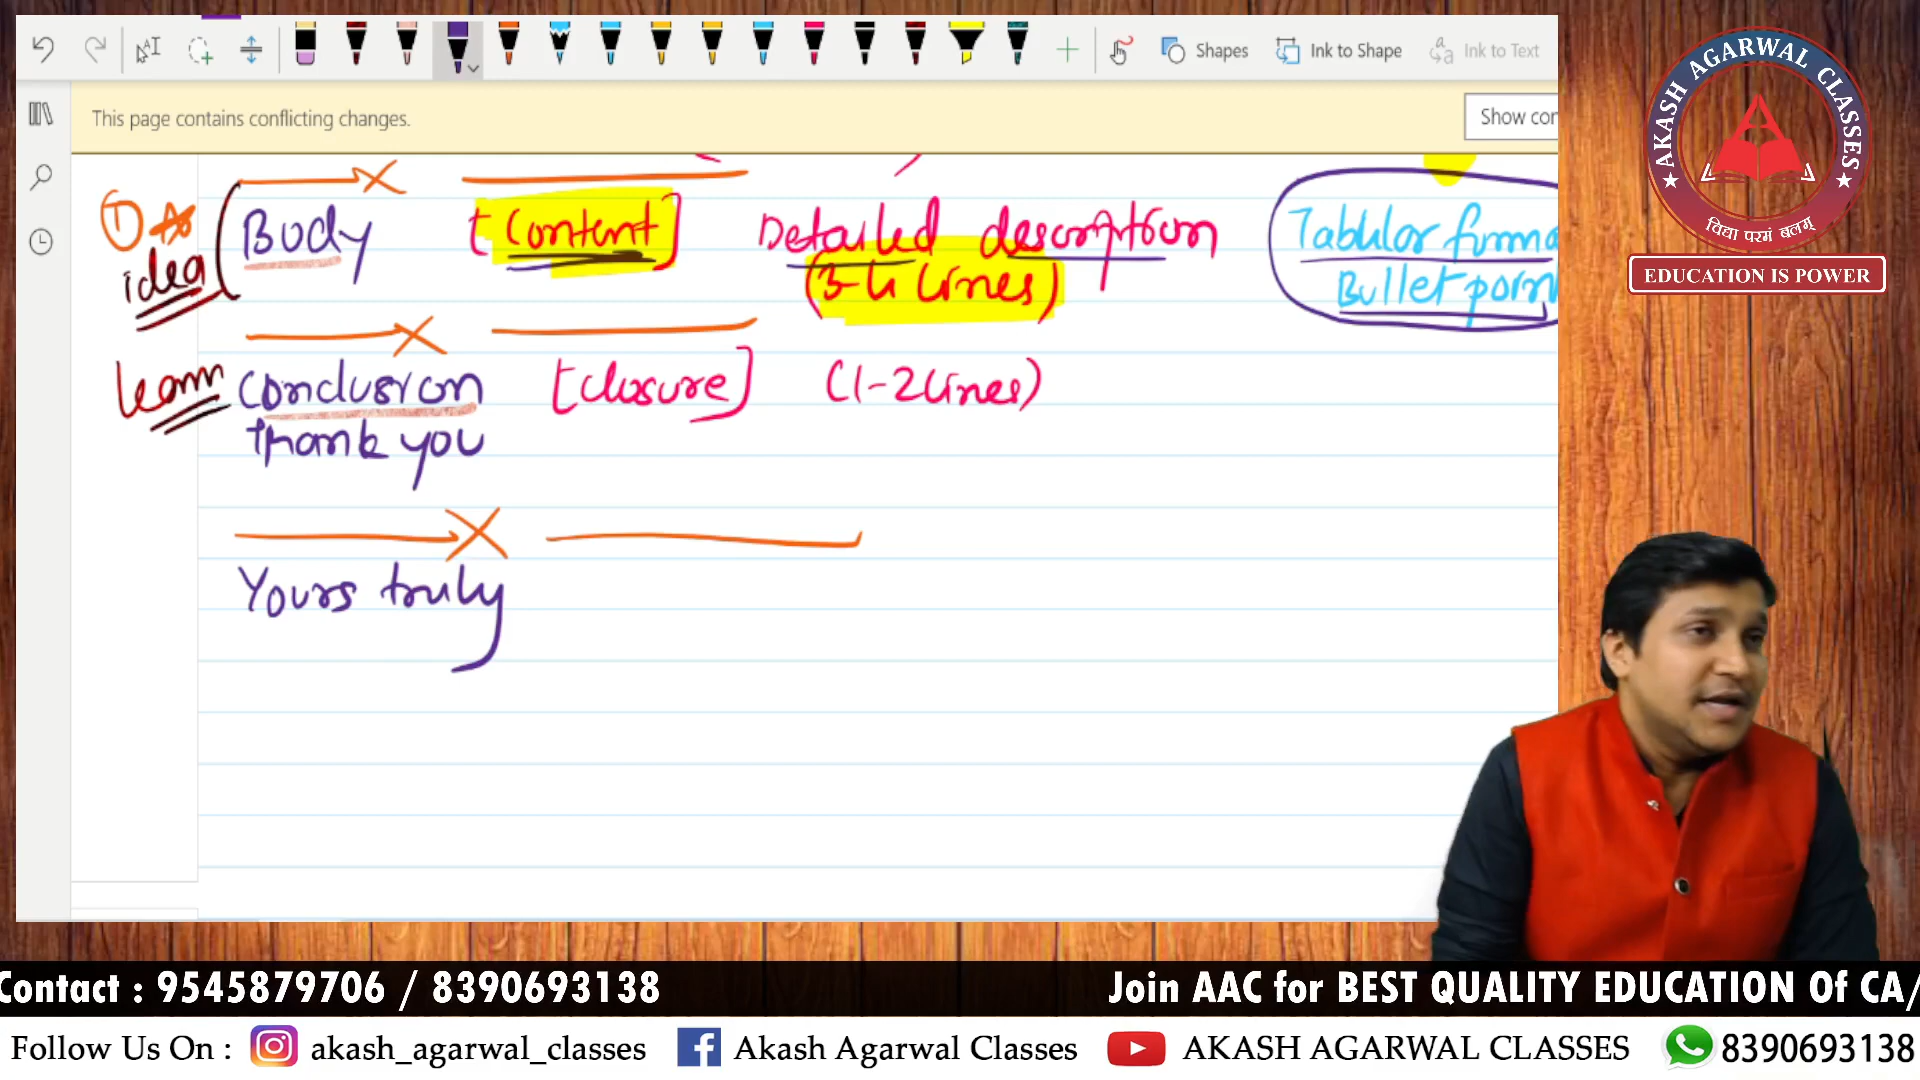 Shapes
Ink to Shape
Ink to Text
This page contains conflicting changes.
Show con
AKASH AGARWAL CLASSES
विद्या परमं बलम्
EDUCATION IS POWER
① idea
Body [Content] Detailed description
(3-4 lines)
Tabular forma
Bullet poin
learn
Conclusion [closure] (1-2 lines)
Thank you
Yours truly
Contact : 9545879706 / 8390693138
Join AAC for BEST QUALITY EDUCATION Of CA/
Follow Us On : akash_agarwal_classes Akash Agarwal Classes AKASH AGARWAL CLASSES 8390693138